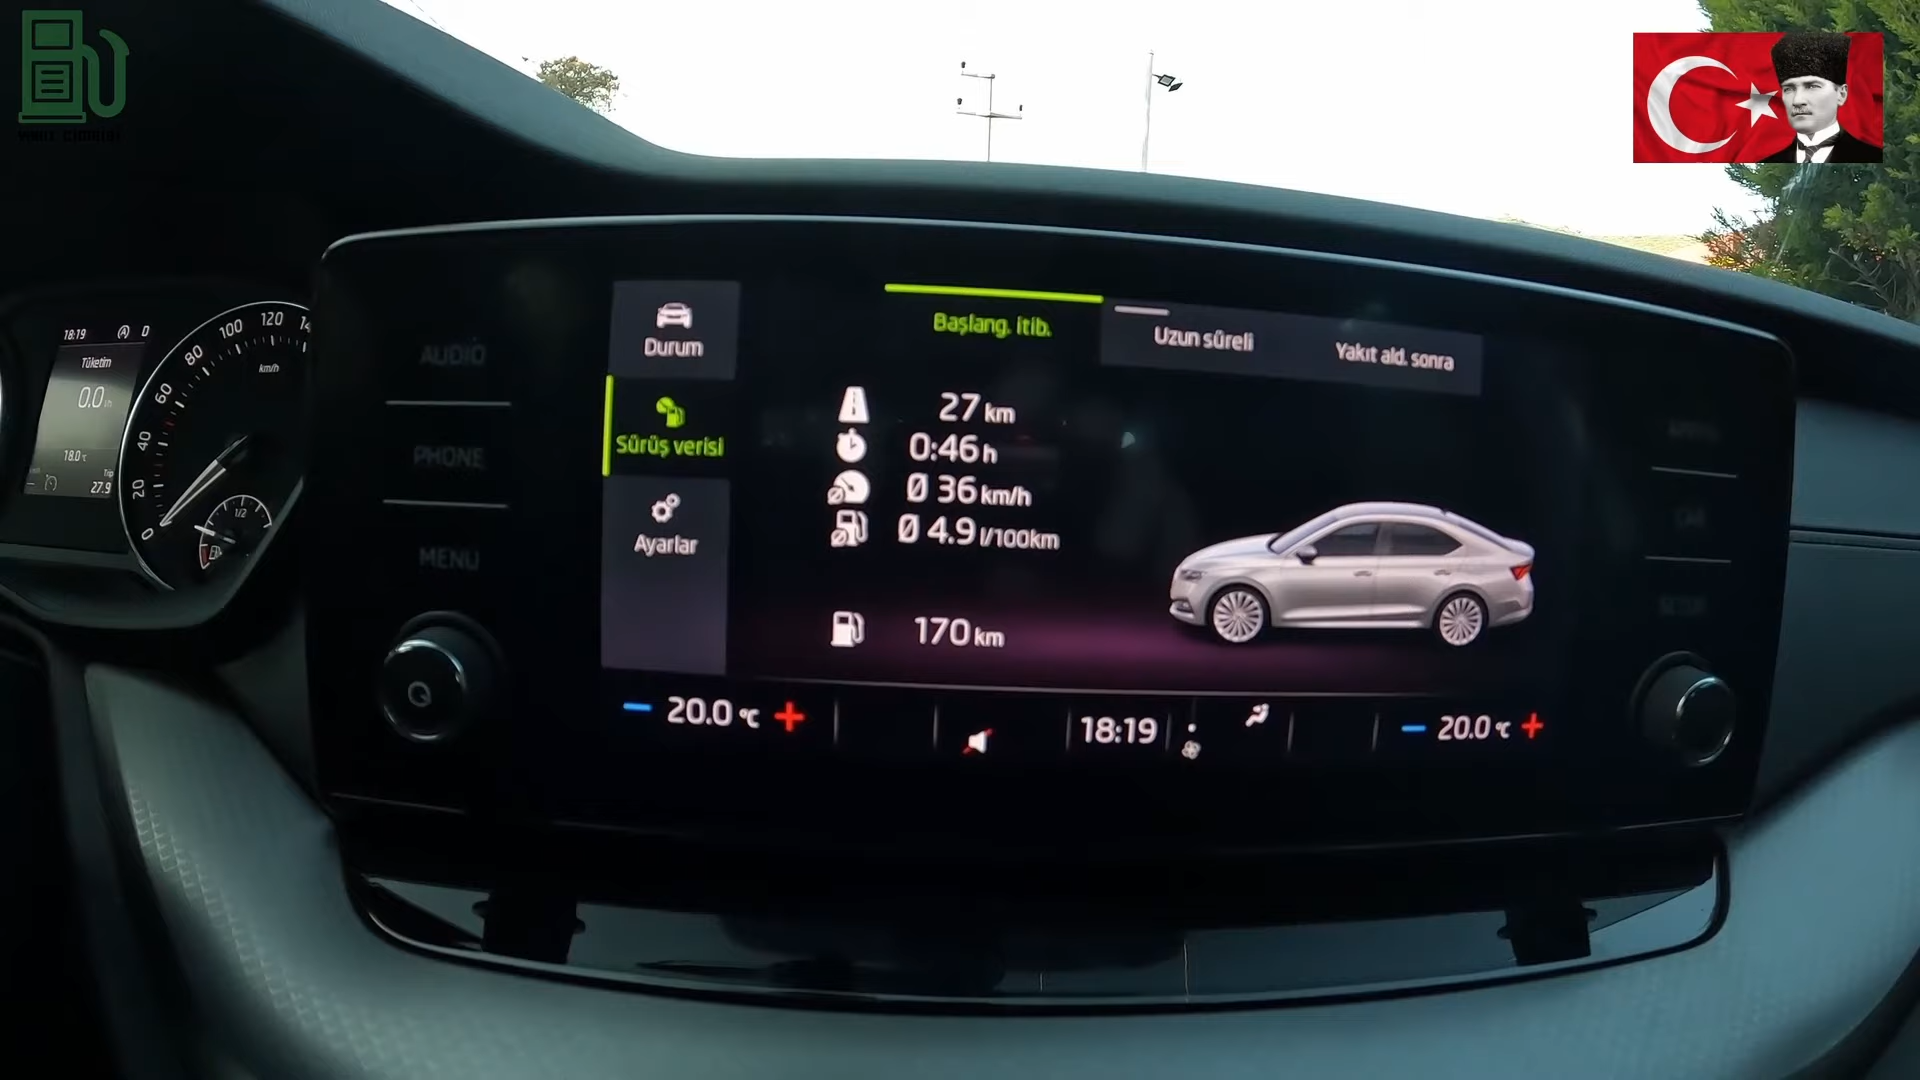 18:19 A D
Tüketim
0.0
18.0°C
Trip
27.9
0
20
40
60
80
100
120
km/h
1/2
AUDIO
PHONE
MENU
Durum
Sürüş verisi
Ayarlar
Başlang. itib.
Uzun süreli
Yakıt ald. sonra
27 km
0:46 h
Ø 36 km/h
Ø 4.9 l/100km
170 km
20.0 °C
18:19
20.0 °C